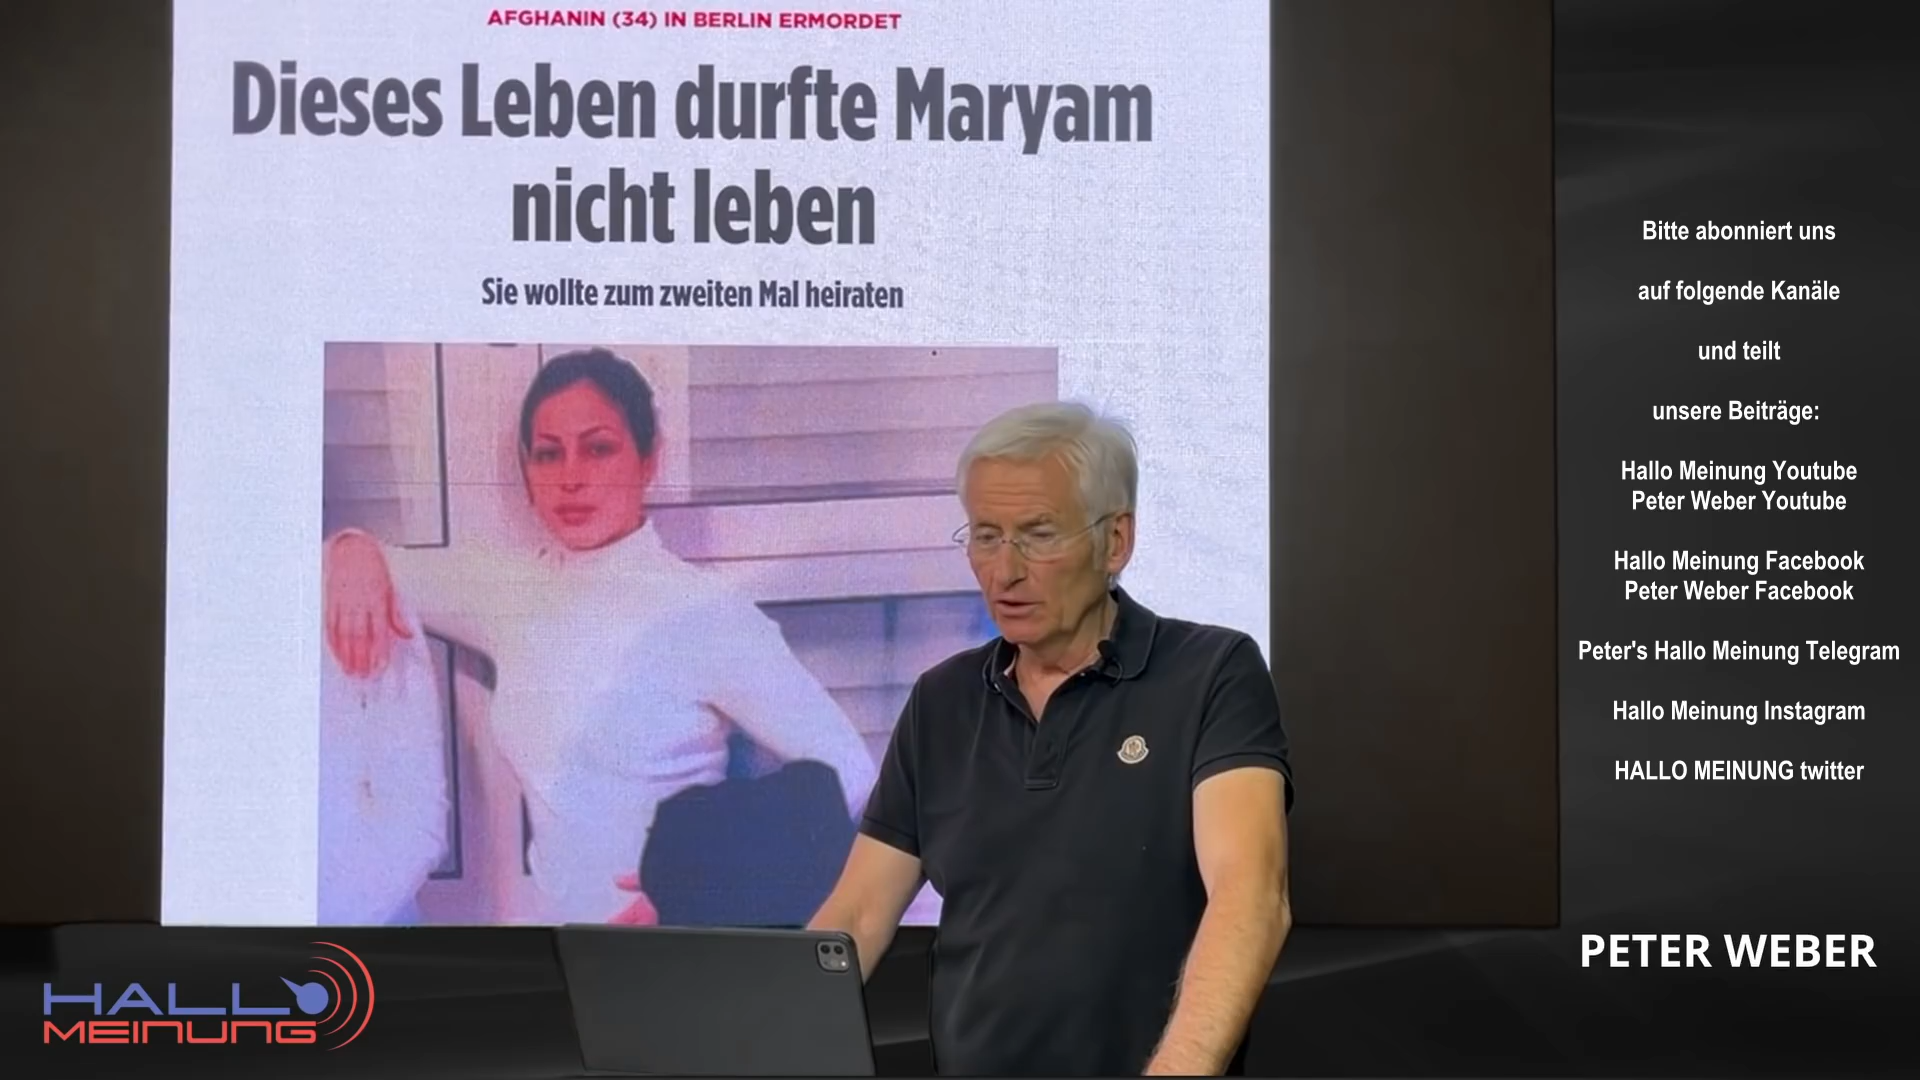 AFGHANIN (34) IN BERLIN ERMORDET
Dieses Leben durfte Maryam
nicht leben
Sie wollte zum zweiten Mal heiraten
Bitte abonniert uns
auf folgende Kanäle
und teilt
unsere Beiträge:
Hallo Meinung Youtube
Peter Weber Youtube
Hallo Meinung Facebook
Peter Weber Facebook
Peter's Hallo Meinung Telegram
Hallo Meinung Instagram
HALLO MEINUNG twitter
PETER WEBER
HALLO
MEINUNG